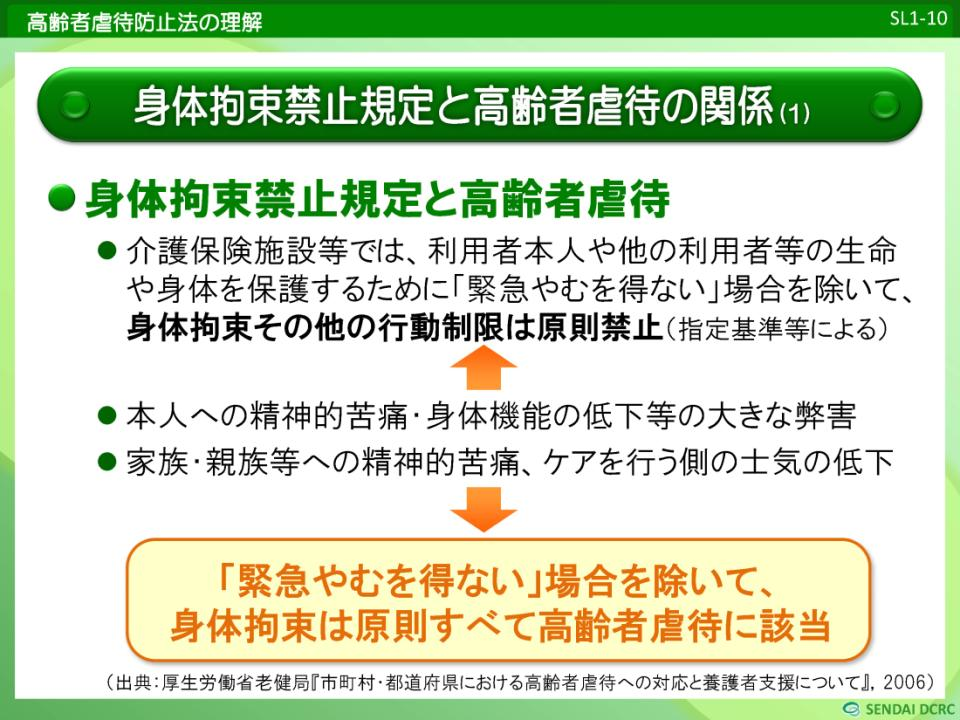 高齢者虐待防止法の理解
SL1-10
身体拘束禁止規定と高齢者虐待の関係(1)
身体拘束禁止規定と高齢者虐待
介護保険施設等では、利用者本人や他の利用者等の生命
や身体を保護するために「緊急やむを得ない」場合を除いて、
身体拘束その他の行動制限は原則禁止（指定基準等による）
本人への精神的苦痛・身体機能の低下等の大きな弊害
家族・親族等への精神的苦痛、ケアを行う側の士気の低下
「緊急やむを得ない」場合を除いて、
身体拘束は原則すべて高齢者虐待に該当
（出典：厚生労働省老健局『市町村・都道府県における高齢者虐待への対応と養護者支援について』，2006）
SENDAI DCRC